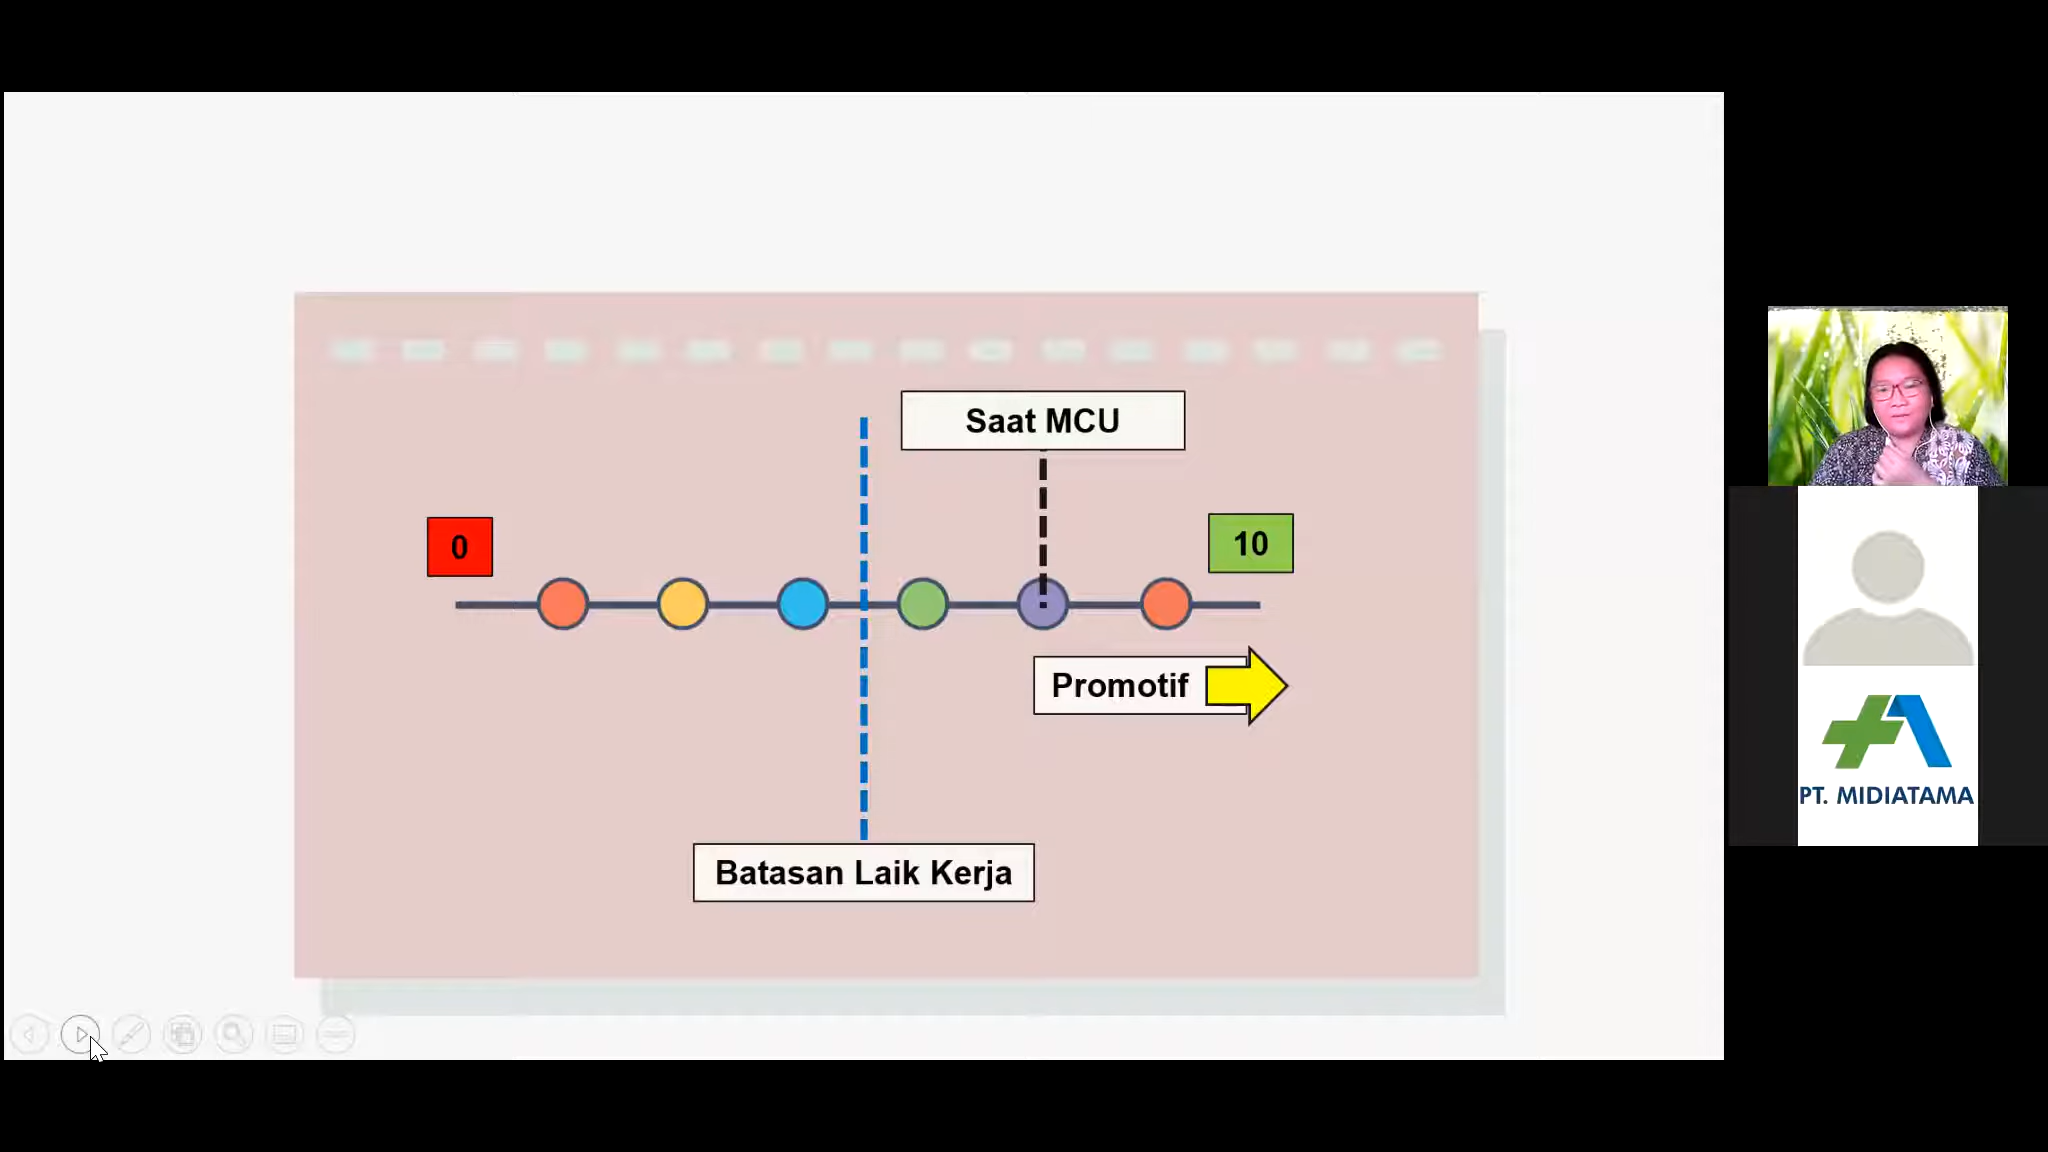 Saat MCU
0
10
Promotif
Batasan Laik Kerja
PT. MIDIATAMA